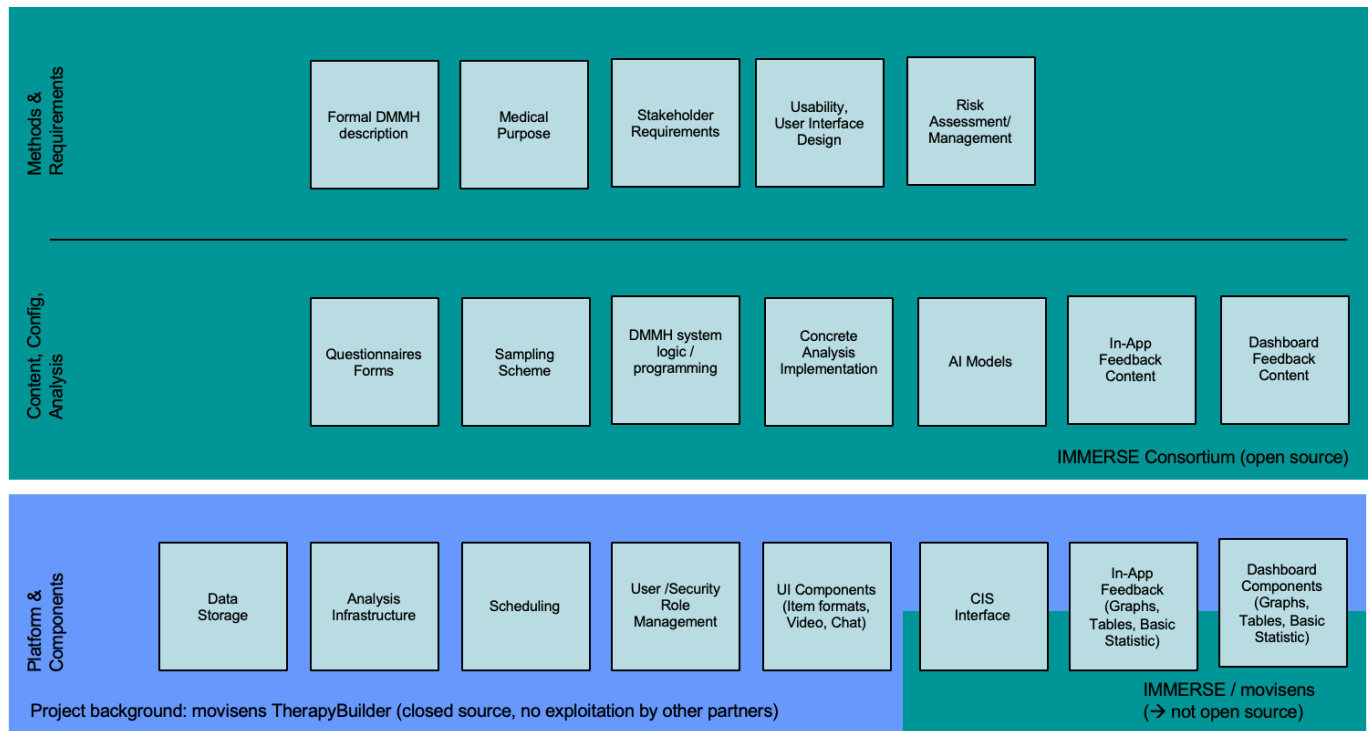 Methods &
Requirements
Formal DMMH
description
Medical
Purpose
Stakeholder
Requirements
Usability,
User Interface
Design
Risk
Assessment/
Management
Content, Config,
Analysis
Questionnaires
Forms
Sampling
Scheme
DMMH system
logic /
programming
Concrete
Analysis
Implementation
AI Models
In-App
Feedback
Content
Dashboard
Feedback
Content
IMMERSE Consortium (open source)
Platform &
Components
Data
Storage
Analysis
Infrastructure
Scheduling
User /Security
Role
Management
UI Components
(Item formats,
Video, Chat)
CIS
Interface
In-App
Feedback
(Graphs,
Tables, Basic
Statistic)
Dashboard
Components
(Graphs,
Tables, Basic
Statistic)
Project background: movisens TherapyBuilder (closed source, no exploitation by other partners)
IMMERSE / movisens
(→ not open source)